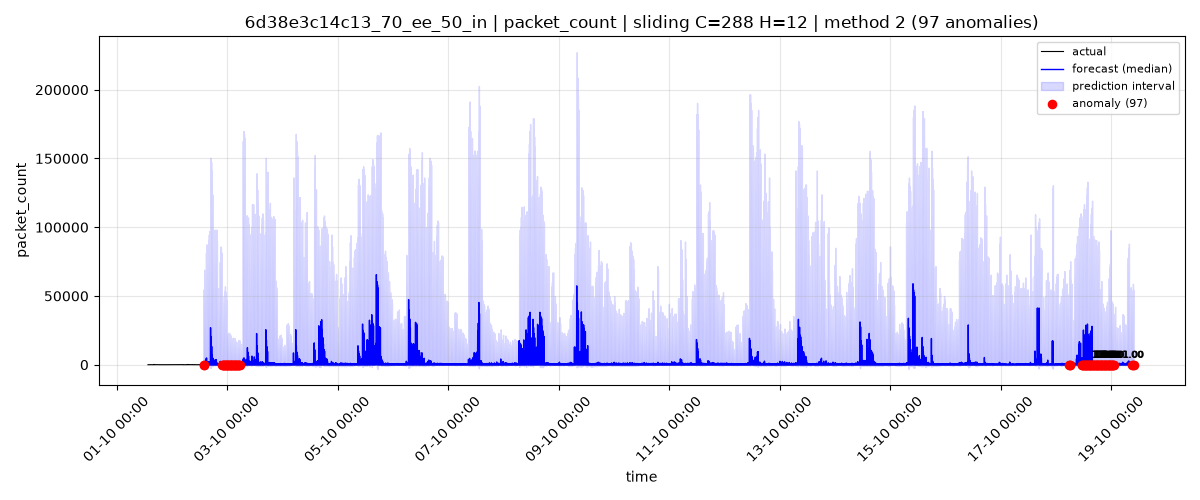 6d38e3c14c13_70_ee_50_in | packet_count | sliding C=288 H=12 | method 2 (97 anomalies)
actual
forecast (median)
prediction interval
anomaly (97)
packet_count
200000
150000
100000
50000
0
01-10 00:00
03-10 00:00
05-10 00:00
07-10 00:00
09-10 00:00
11-10 00:00
13-10 00:00
15-10 00:00
17-10 00:00
19-10 00:00
time